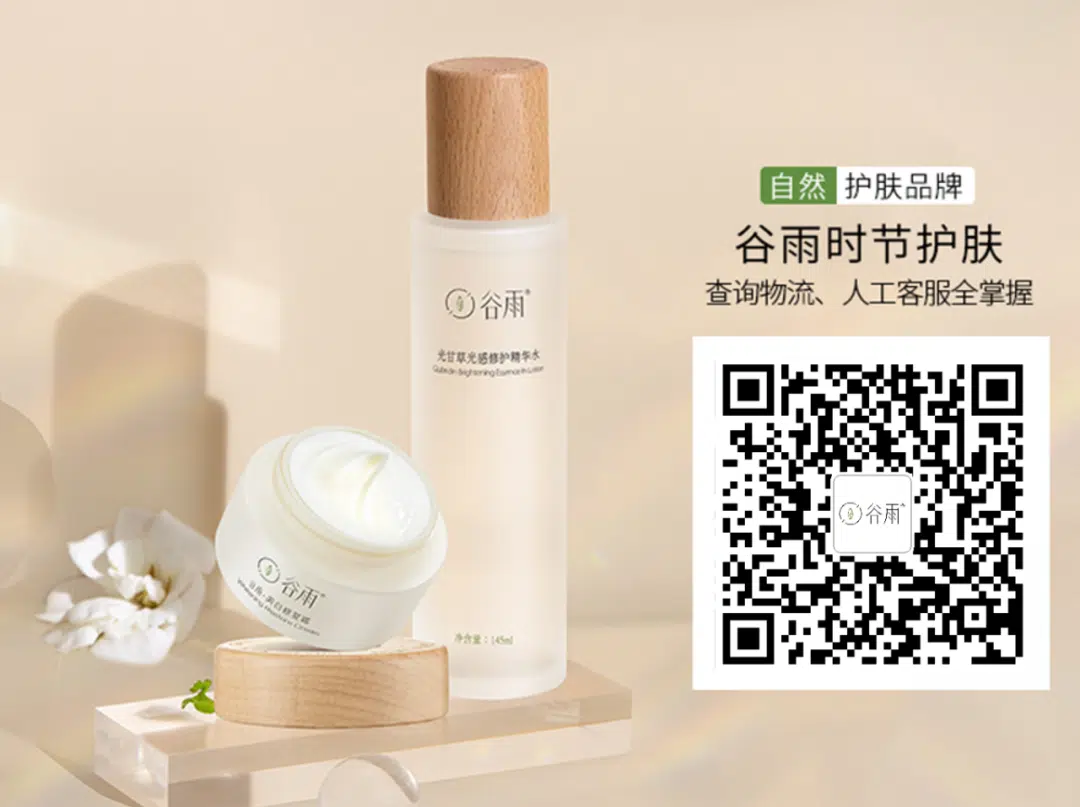 自然 护肤品牌
谷雨时节护肤
查询物流、人工客服全掌握
谷雨®
光甘草光感修护精华水
Brightening Essence-in-Lotion
净含量：145ml
谷雨®
Cream
谷雨